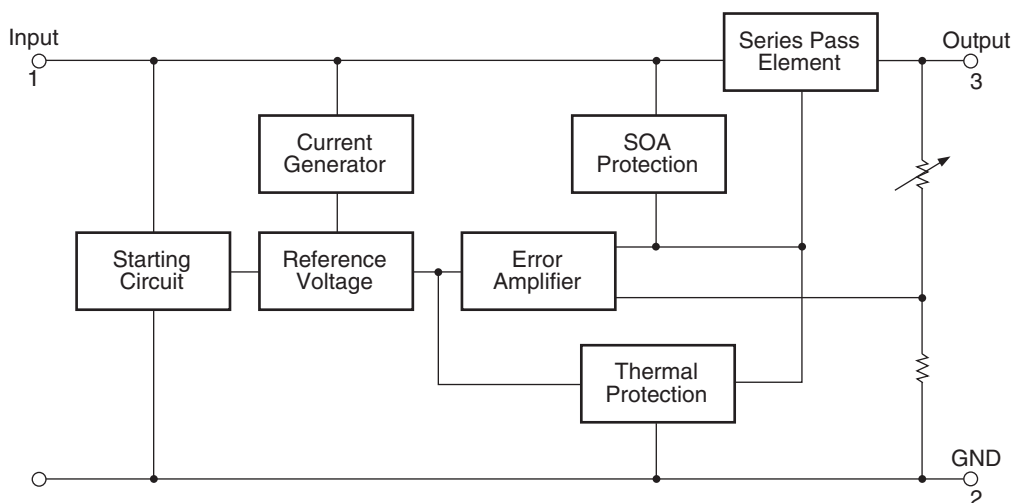 Input
1
Series Pass
Element
Output
3
Current
Generator
SOA
Protection
Starting
Circuit
Reference
Voltage
Error
Amplifier
Thermal
Protection
GND
2